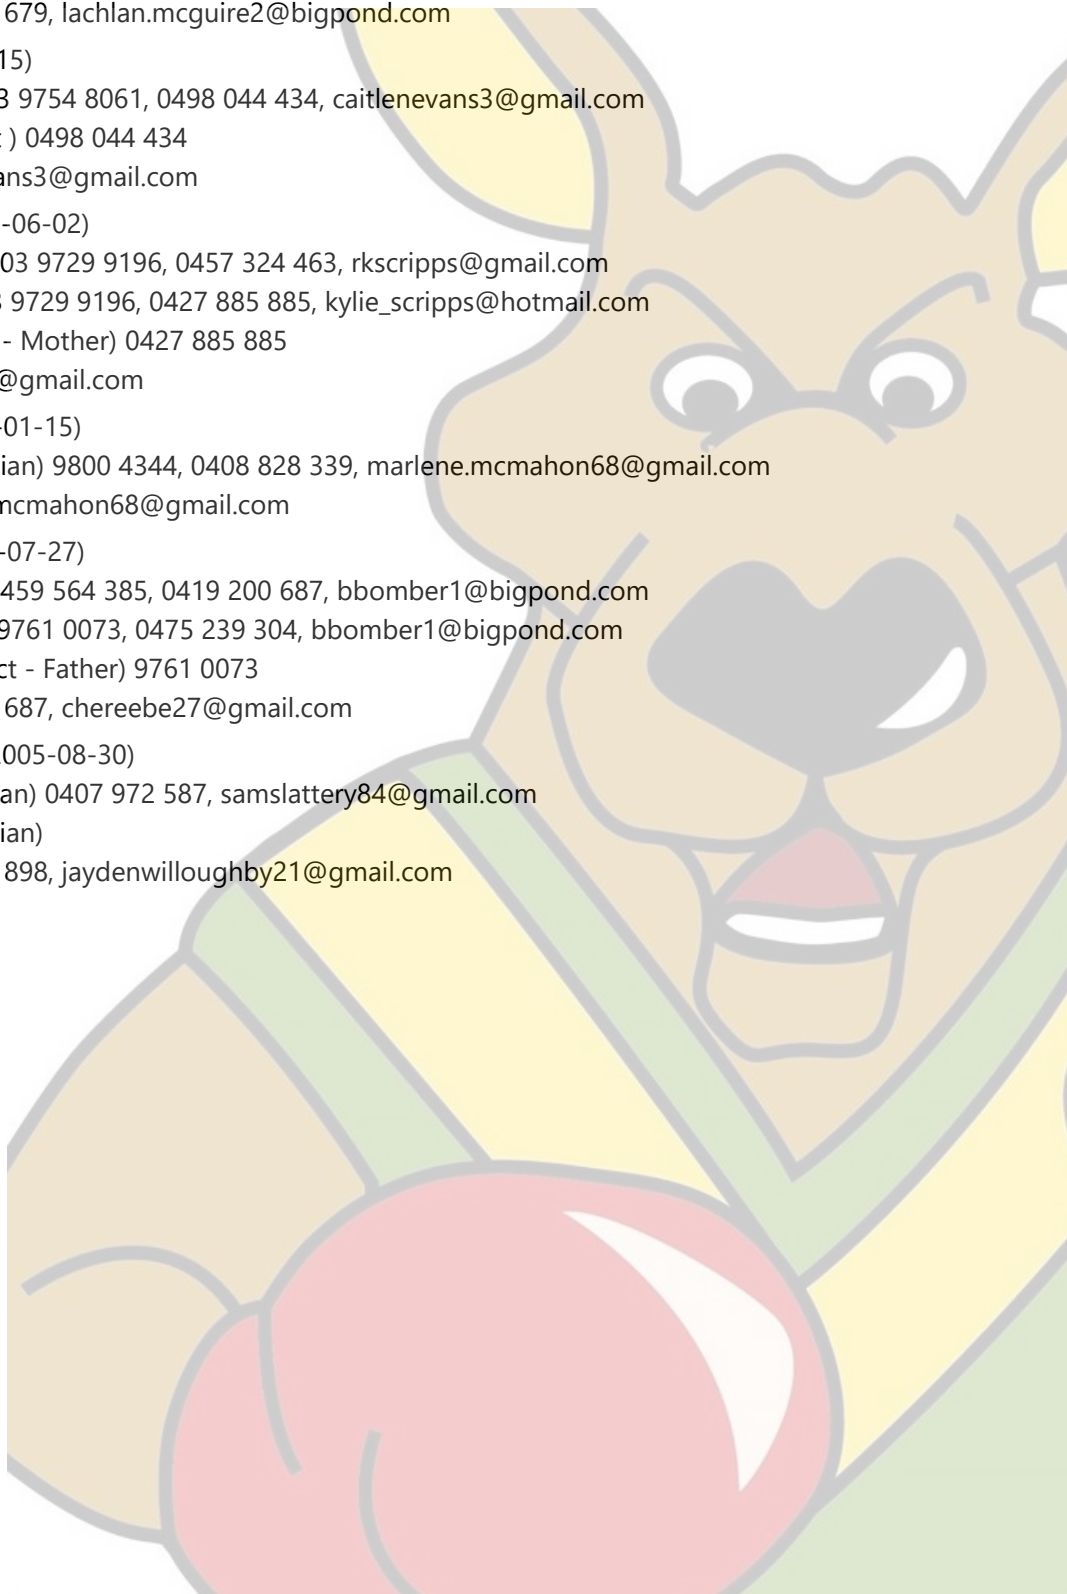 679, lachlan.mcguire2@bigpond.com
15)
3 9754 8061, 0498 044 434, caitlenevans3@gmail.com
) 0498 044 434
ans3@gmail.com
-06-02)
03 9729 9196, 0457 324 463, rkscripps@gmail.com
3 9729 9196, 0427 885 885, kylie_scripps@hotmail.com
- Mother) 0427 885 885
@gmail.com
-01-15)
ian) 9800 4344, 0408 828 339, marlene.mcmahon68@gmail.com
mcmahon68@gmail.com
-07-27)
459 564 385, 0419 200 687, bbomber1@bigpond.com
9761 0073, 0475 239 304, bbomber1@bigpond.com
ct - Father) 9761 0073
687, chereebe27@gmail.com
005-08-30)
an) 0407 972 587, samslattery84@gmail.com
ian)
898, jaydenwilloughby21@gmail.com